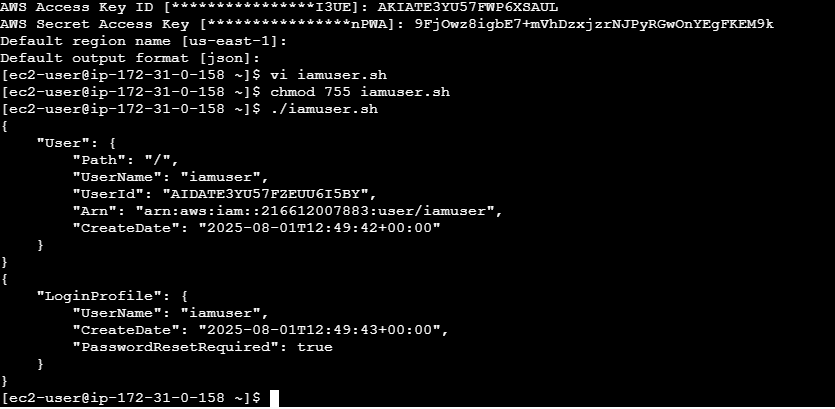 AWS Access Key ID [****************I3UE]: AKIATE3YU57FWP6XSAUL
AWS Secret Access Key [****************nPWA]: 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
Default region name [us-east-1]:
Default output format [json]:
[ec2-user@ip-172-31-0-158 ~]$ vi iamuser.sh
[ec2-user@ip-172-31-0-158 ~]$ chmod 755 iamuser.sh
[ec2-user@ip-172-31-0-158 ~]$ ./iamuser.sh
{
    "User": {
        "Path": "/",
        "UserName": "iamuser",
        "UserId": "AIDATE3YU57FZEUU6I5BY",
        "Arn": "arn:aws:iam::216612007883:user/iamuser",
        "CreateDate": "2025-08-01T12:49:42+00:00"
    }
}
{
    "LoginProfile": {
        "UserName": "iamuser",
        "CreateDate": "2025-08-01T12:49:43+00:00",
        "PasswordResetRequired": true
    }
}
[ec2-user@ip-172-31-0-158 ~]$